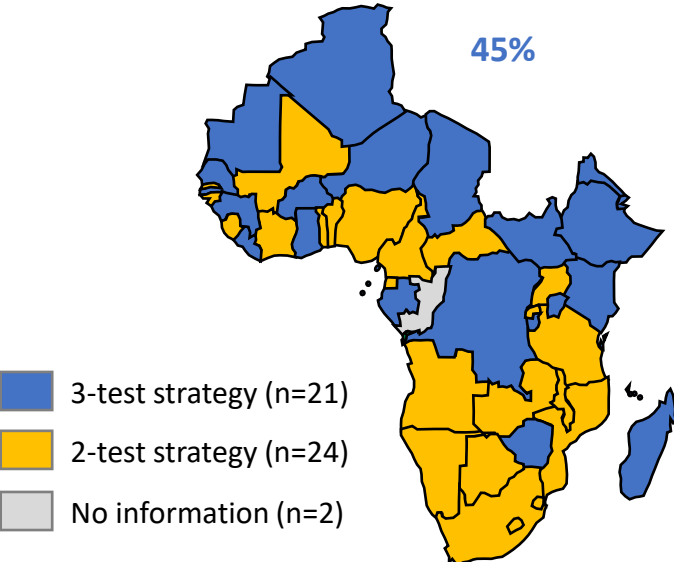 45%
3-test strategy (n=21)
2-test strategy (n=24)
No information (n=2)